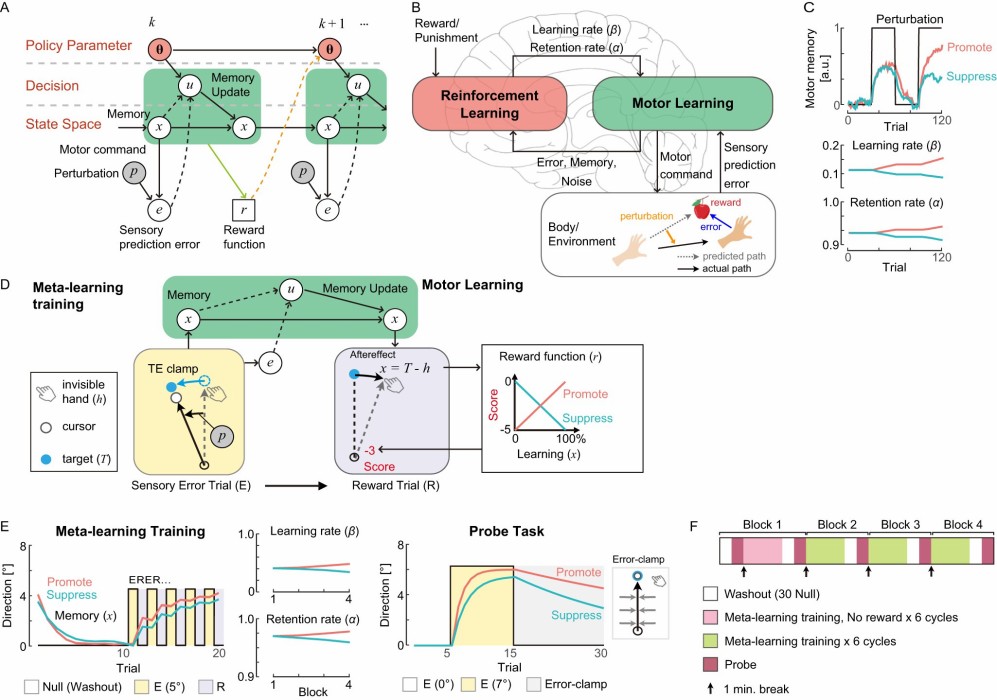 A
k
k + 1 ...
Policy Parameter
θ
θ
Decision
u
Memory
Update
u
State Space
Memory
x
x
x
Motor command
Perturbation
p
p
e
r
e
Sensory
prediction error
Reward
function
B
Reward/
Punishment
Learning rate (β)
Retention rate (α)
Reinforcement
Learning
Motor Learning
Error, Memory,
Noise
Motor
command
Sensory
prediction
error
Body/
Environment
perturbation
reward
error
predicted path
actual path
C
Perturbation
Motor memory
[a.u.]
1
0
Promote
Suppress
0
120
Trial
Learning rate (β)
0.2
0.1
Retention rate (α)
1.0
0.9
0
120
Trial
D
Meta-learning
training
Memory
u
Memory Update
Motor Learning
x
x
e
invisible
hand (h)
cursor
target (T)
TE clamp
p
Sensory Error Trial (E)
Aftereffect
x = T - h
-3
Score
Reward Trial (R)
Reward function (r)
Score
0
-5
Promote
Suppress
0
100%
Learning (x)
E
Meta-learning Training
Direction [°]
8
4
0
Promote
Suppress
Memory (x)
ERER...
10
20
Trial
Null (Washout)
E (5°)
R
Learning rate (β)
1.0
0
1
4
Retention rate (α)
1.0
0.9
1
4
Block
Probe Task
Direction [°]
8
4
0
Promote
Suppress
5
15
30
Trial
E (0°)
E (7°)
Error-clamp
Error-clamp
F
Block 1
Block 2
Block 3
Block 4
Washout (30 Null)
Meta-learning training, No reward x 6 cycles
Meta-learning training x 6 cycles
Probe
1 min. break